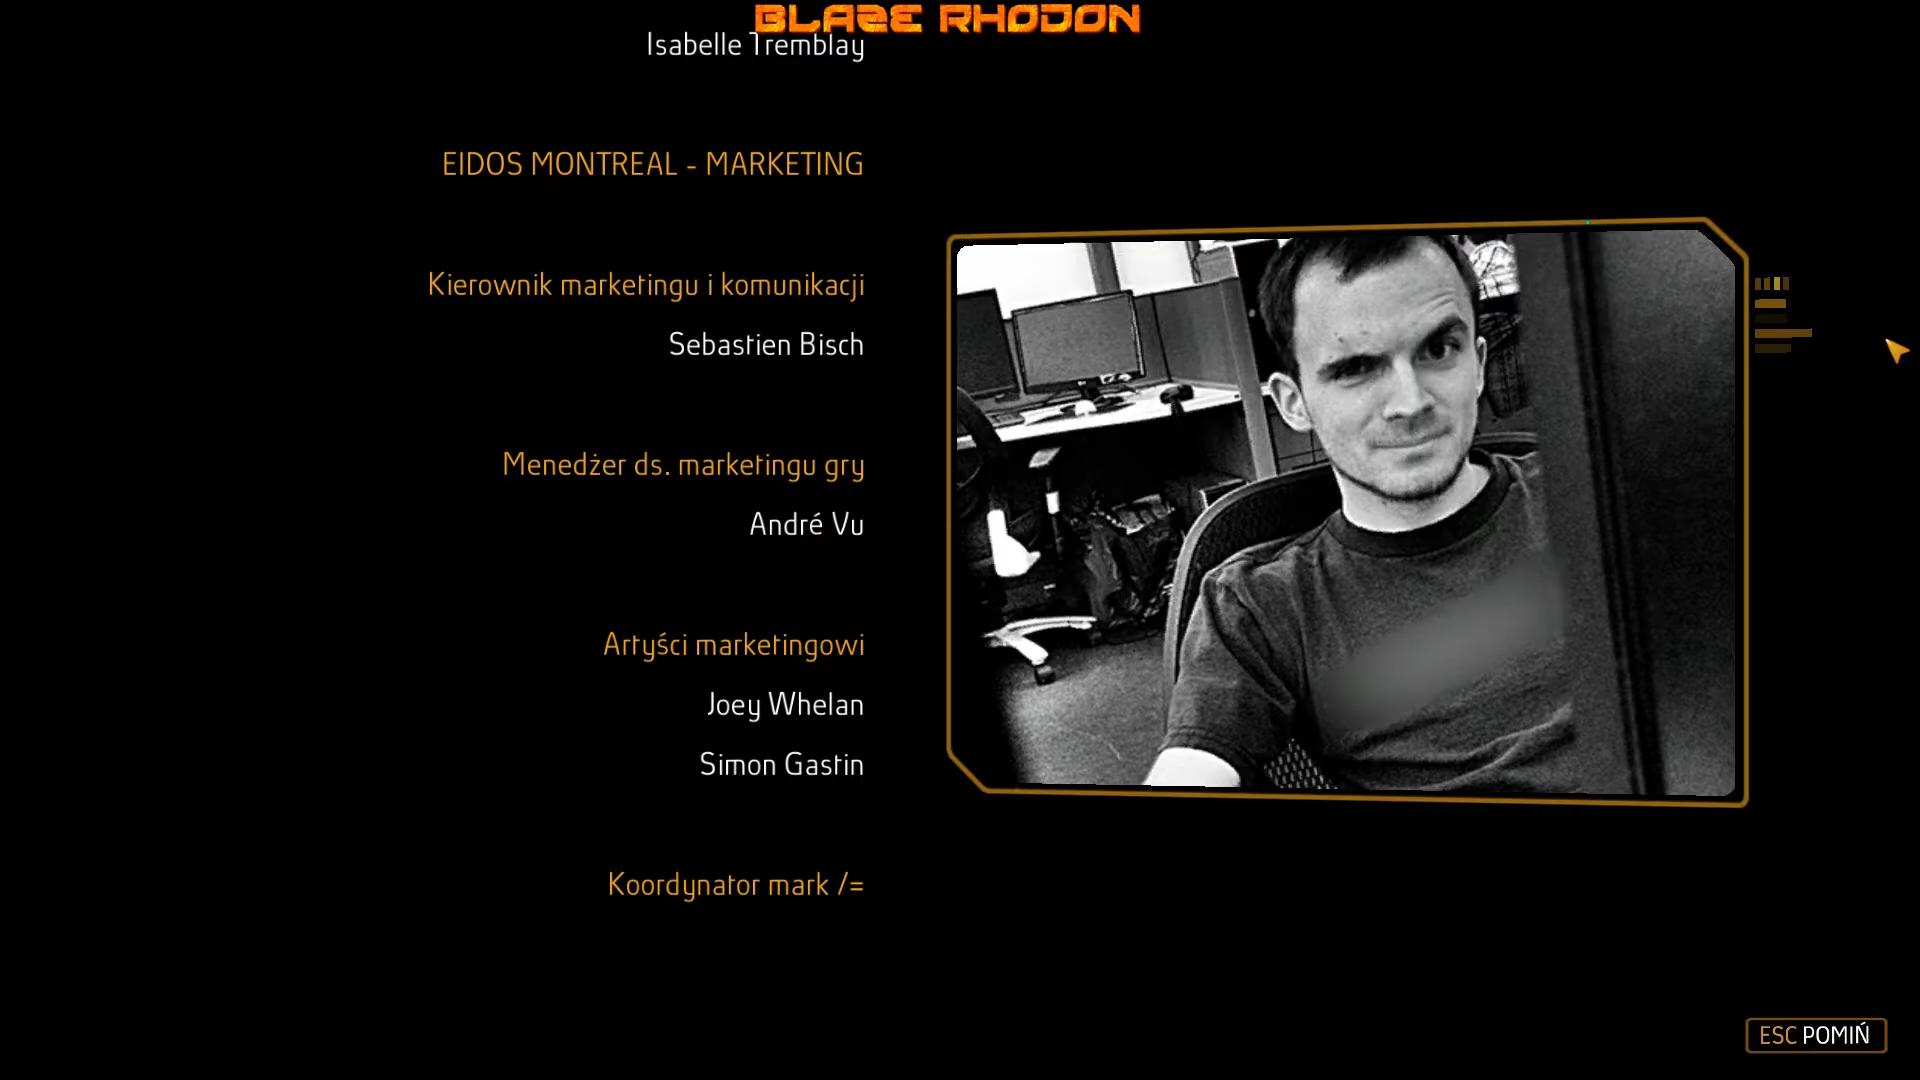 BLAZE RHOJON
Isabelle Tremblay
EIDOS MONTREAL - MARKETING
Kierownik marketingu i komunikacji
Sebastien Bisch
Menedżer ds. marketingu gry
André Vu
Artyści marketingowi
Joey Whelan
Simon Gastin
Koordynator mark /=
ESC POMIŃ